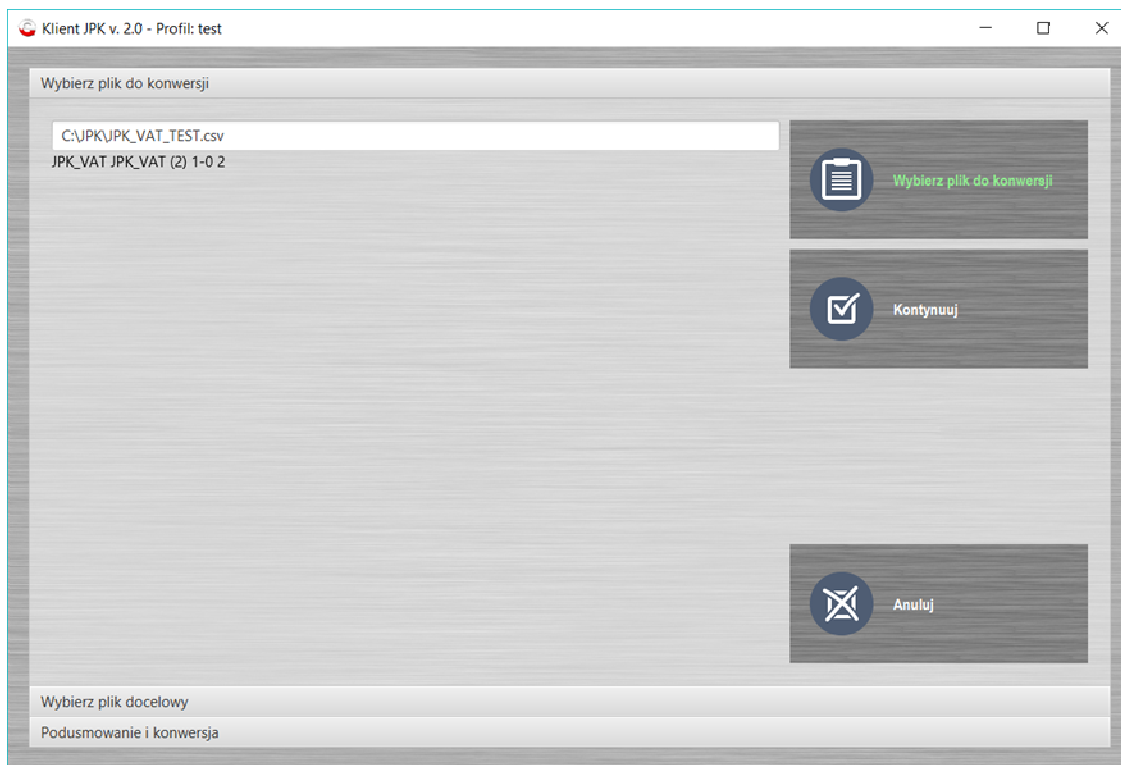 Klient JPK v. 2.0 - Profil: test
Wybierz plik do konwersji
C:\JPK\JPK_VAT_TEST.csv
JPK_VAT JPK_VAT (2) 1-0 2
Wybierz plik do konwersji
Kontynuuj
Anuluj
Wybierz plik docelowy
Podusmowanie i konwersja